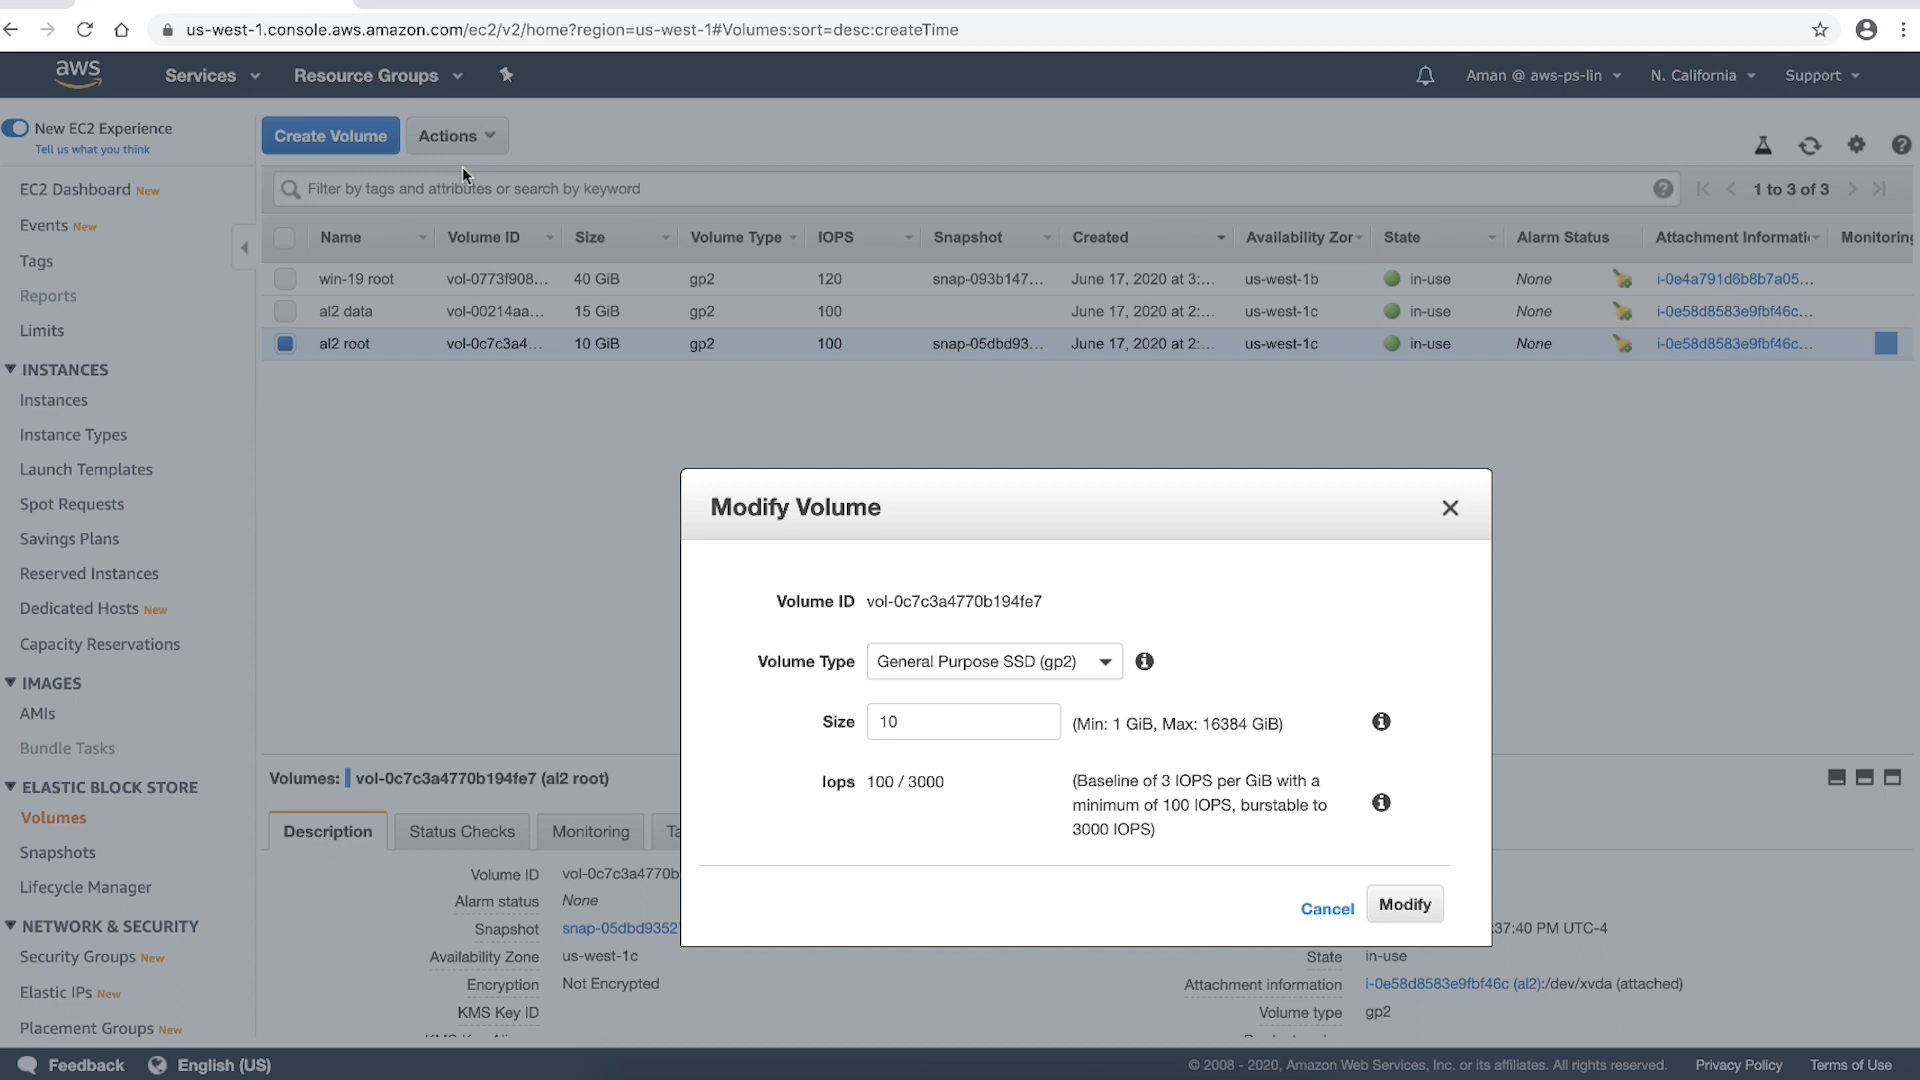 us-west-1.console.aws.amazon.com/ec2/v2/home?region=us-west-1#Volumes:sort=desc:createTime
aws Services Resource Groups Aman @ aws-ps-lin N. California Support
New EC2 Experience
Tell us what you think
Create Volume Actions
Filter by tags and attributes or search by keyword 1 to 3 of 3
Name Volume ID Size Volume Type IOPS Snapshot Created Availability Zor State Alarm Status Attachment Informati Monitoring
win-19 root vol-0773f908... 40 GiB gp2 120 snap-093b147... June 17, 2020 at 3:... us-west-1b in-use None i-0e4a791d6b8b7a05...
al2 data vol-00214aa... 15 GiB gp2 100 June 17, 2020 at 2:... us-west-1c in-use None i-0e58d8583e9fbf46c...
al2 root vol-0c7c3a4... 10 GiB gp2 100 snap-05dbd93... June 17, 2020 at 2:... us-west-1c in-use None i-0e58d8583e9fbf46c...
EC2 Dashboard New
Events New
Tags
Reports
Limits
INSTANCES
Instances
Instance Types
Launch Templates
Spot Requests
Savings Plans
Reserved Instances
Dedicated Hosts New
Capacity Reservations
IMAGES
AMIs
Bundle Tasks
ELASTIC BLOCK STORE
Volumes
Snapshots
Lifecycle Manager
NETWORK & SECURITY
Security Groups New
Elastic IPs New
Placement Groups New
Modify Volume
Volume ID vol-0c7c3a4770b194fe7
Volume Type General Purpose SSD (gp2)
Size 10 (Min: 1 GiB, Max: 16384 GiB)
Iops 100 / 3000 (Baseline of 3 IOPS per GiB with a
minimum of 100 IOPS, burstable to
3000 IOPS)
Cancel Modify
Volumes: vol-0c7c3a4770b194fe7 (al2 root)
Description Status Checks Monitoring Ta
Volume ID vol-0c7c3a4770b
Alarm status None
Snapshot snap-05dbd9352 :37:40 PM UTC-4
Availability Zone us-west-1c State in-use
Encryption Not Encrypted Attachment information i-0e58d8583e9fbf46c (al2):/dev/xvda (attached)
KMS Key ID Volume type gp2
Feedback English (US) © 2008 - 2020, Amazon Web Services, Inc. or its affiliates. All rights reserved. Privacy Policy Terms of Use